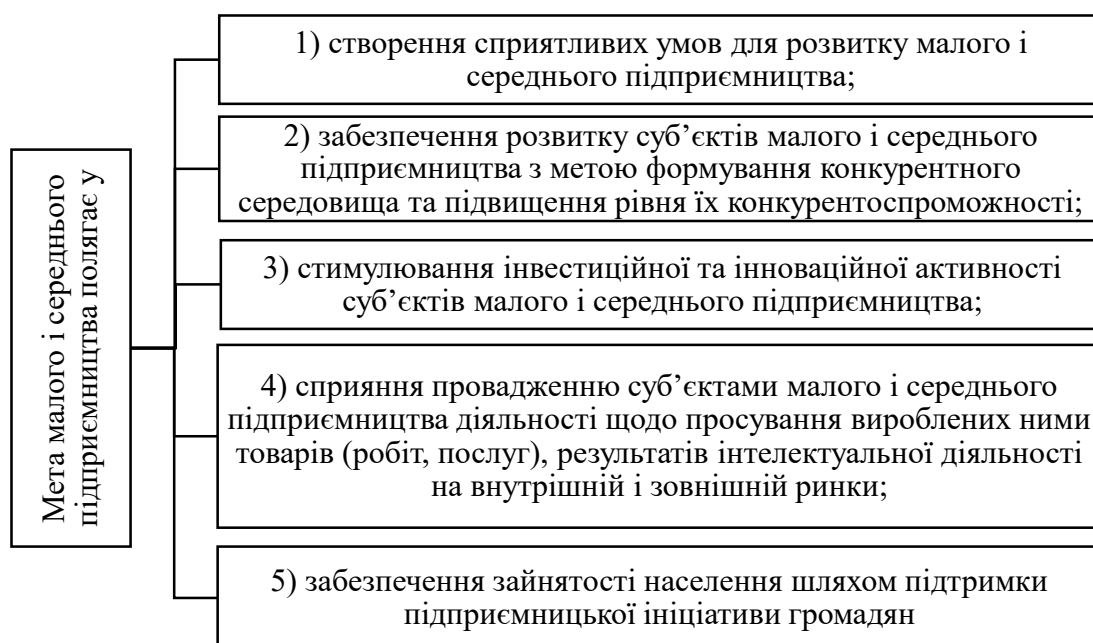 Мета малого і середнього
підприємництва полягає у
1) створення сприятливих умов для розвитку малого і
середнього підприємництва;
2) забезпечення розвитку суб’єктів малого і середнього
підприємництва з метою формування конкурентного
середовища та підвищення рівня їх конкурентоспроможності;
3) стимулювання інвестиційної та інноваційної активності
суб’єктів малого і середнього підприємництва;
4) сприяння провадженню суб’єктами малого і середнього
підприємництва діяльності щодо просування вироблених ними
товарів (робіт, послуг), результатів інтелектуальної діяльності
на внутрішній і зовнішній ринки;
5) забезпечення зайнятості населення шляхом підтримки
підприємницької ініціативи громадян